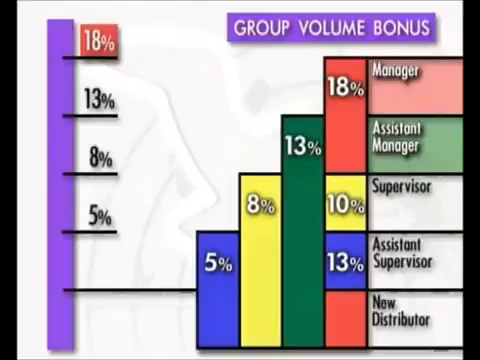 GROUP VOLUME BONUS
18%
13%
8%
5%
5%
8%
13%
18%
10%
13%
Manager
Assistant
Manager
Supervisor
Assistant
Supervisor
New
Distributor